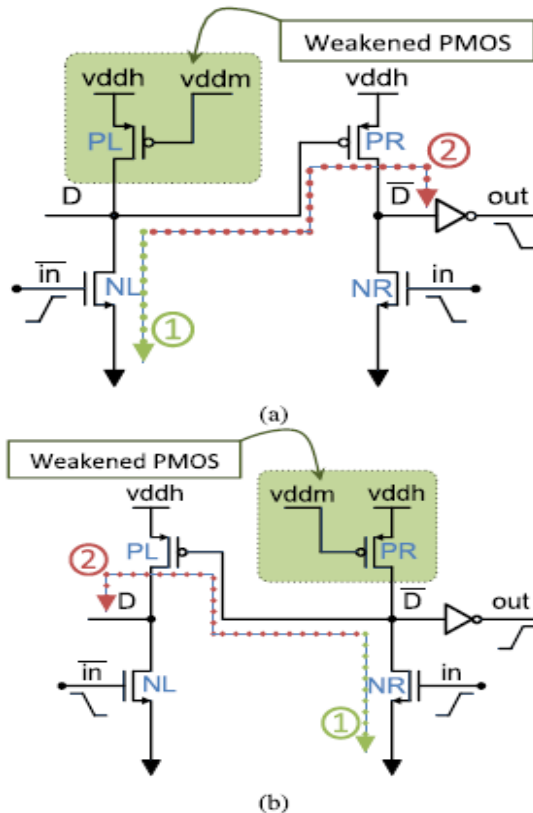 Weakened PMOS
vddh vddm vddh
PL PR
2
D D out
in NL NR in
1
(a)
Weakened PMOS
vddm vddh
vddh
PL PR
2
D D out
in NL NR in
1
(b)